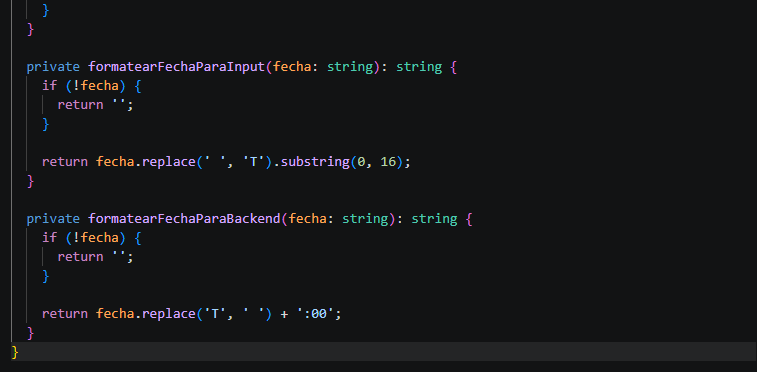 }
  }

  private formatearFechaParaInput(fecha: string): string {
    if (!fecha) {
      return '';
    }

    return fecha.replace(' ', 'T').substring(0, 16);
  }

  private formatearFechaParaBackend(fecha: string): string {
    if (!fecha) {
      return '';
    }

    return fecha.replace('T', ' ') + ':00';
  }
}